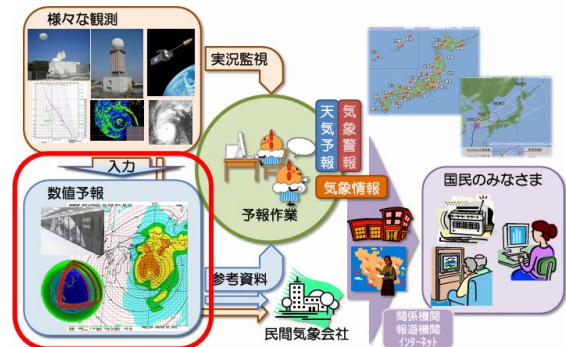 様々な観測
実況監視
入力
数値予報
予報作業
天気予報
気象警報
気象情報
参考資料
民間気象会社
国民のみなさま
関係機関
報道機関
インターネット